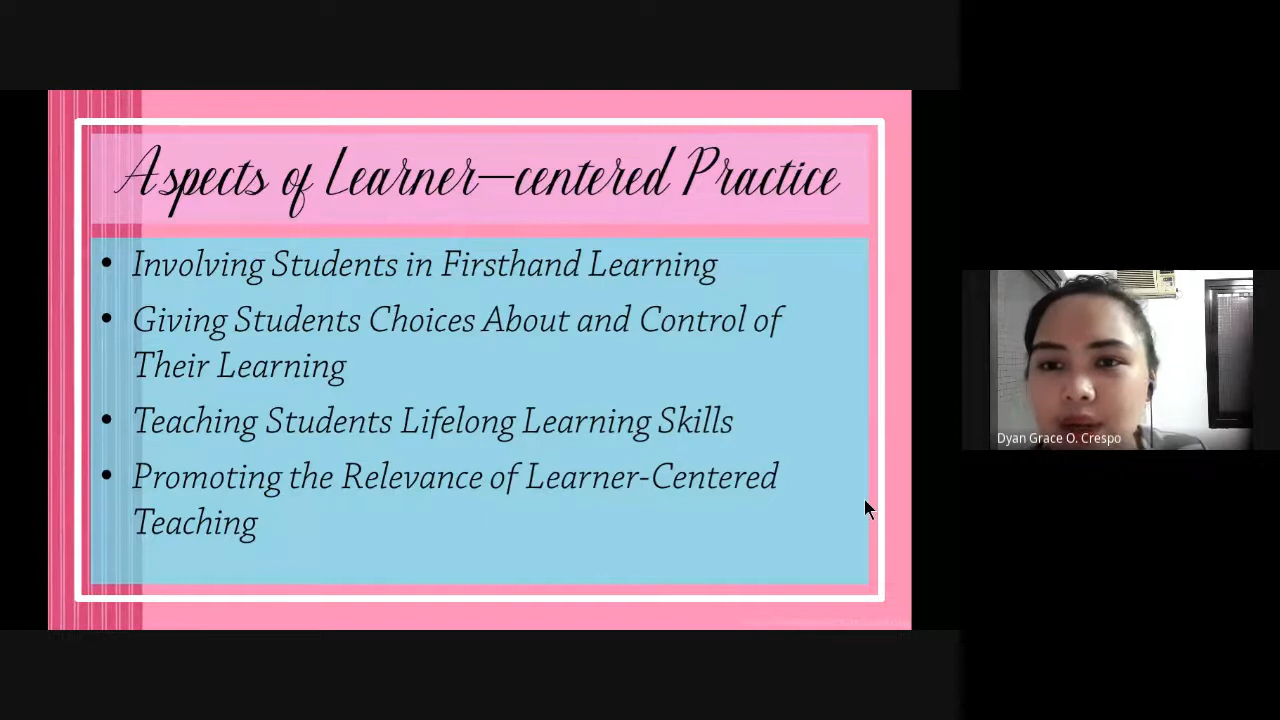 Aspects of Learner-centered Practice
• Involving Students in Firsthand Learning
• Giving Students Choices About and Control of
Their Learning
• Teaching Students Lifelong Learning Skills
• Promoting the Relevance of Learner-Centered
Teaching
Dyan Grace O. Crespo